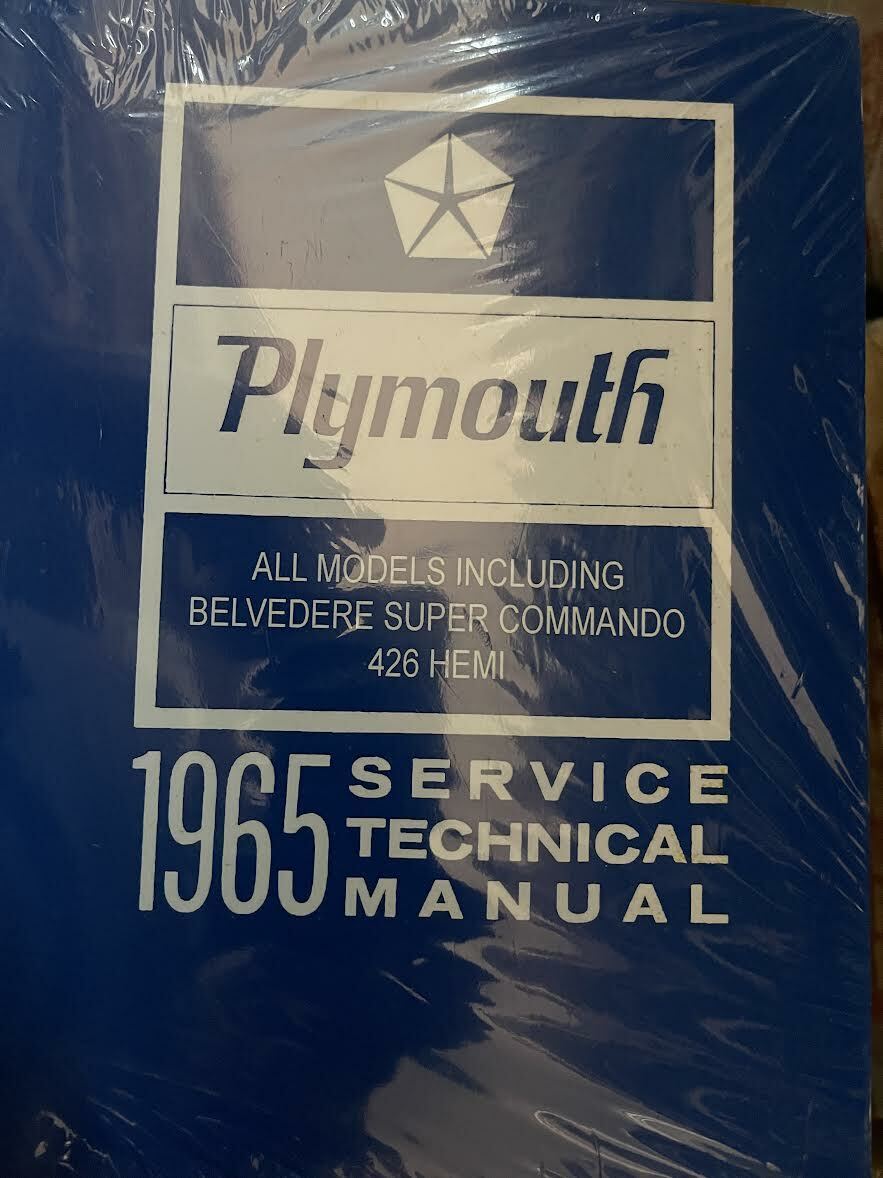 Plymouth
ALL MODELS INCLUDING
BELVEDERE SUPER COMMANDO
426 HEMI
1965 SERVICE
TECHNICAL
MANUAL